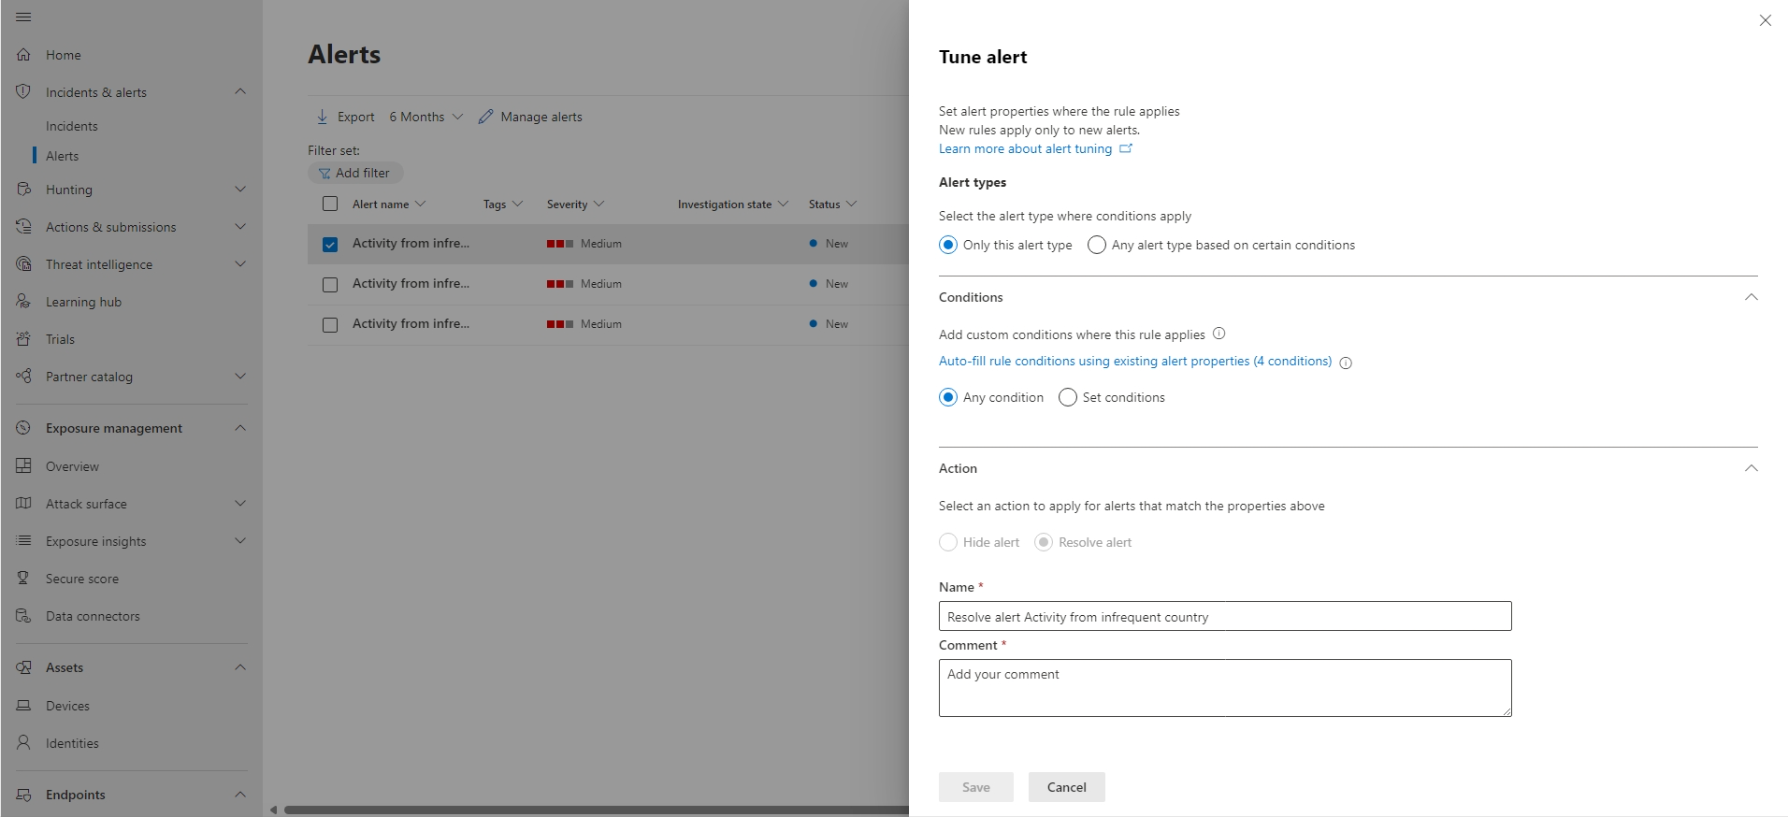 Home
Incidents & alerts
Incidents
Alerts
Hunting
Actions & submissions
Threat intelligence
Learning hub
Trials
Partner catalog
Exposure management
Overview
Attack surface
Exposure insights
Secure score
Data connectors
Assets
Devices
Identities
Endpoints
Alerts
Export 6 Months Manage alerts
Filter set:
Add filter
Alert name Tags Severity Investigation state Status
Activity from infre... Medium New
Activity from infre... Medium New
Activity from infre... Medium New
Tune alert
Set alert properties where the rule applies
New rules apply only to new alerts.
Learn more about alert tuning
Alert types
Select the alert type where conditions apply
Only this alert type Any alert type based on certain conditions
Conditions
Add custom conditions where this rule applies
Auto-fill rule conditions using existing alert properties (4 conditions)
Any condition Set conditions
Action
Select an action to apply for alerts that match the properties above
Hide alert Resolve alert
Name *
Resolve alert Activity from infrequent country
Comment *
Add your comment
Save Cancel